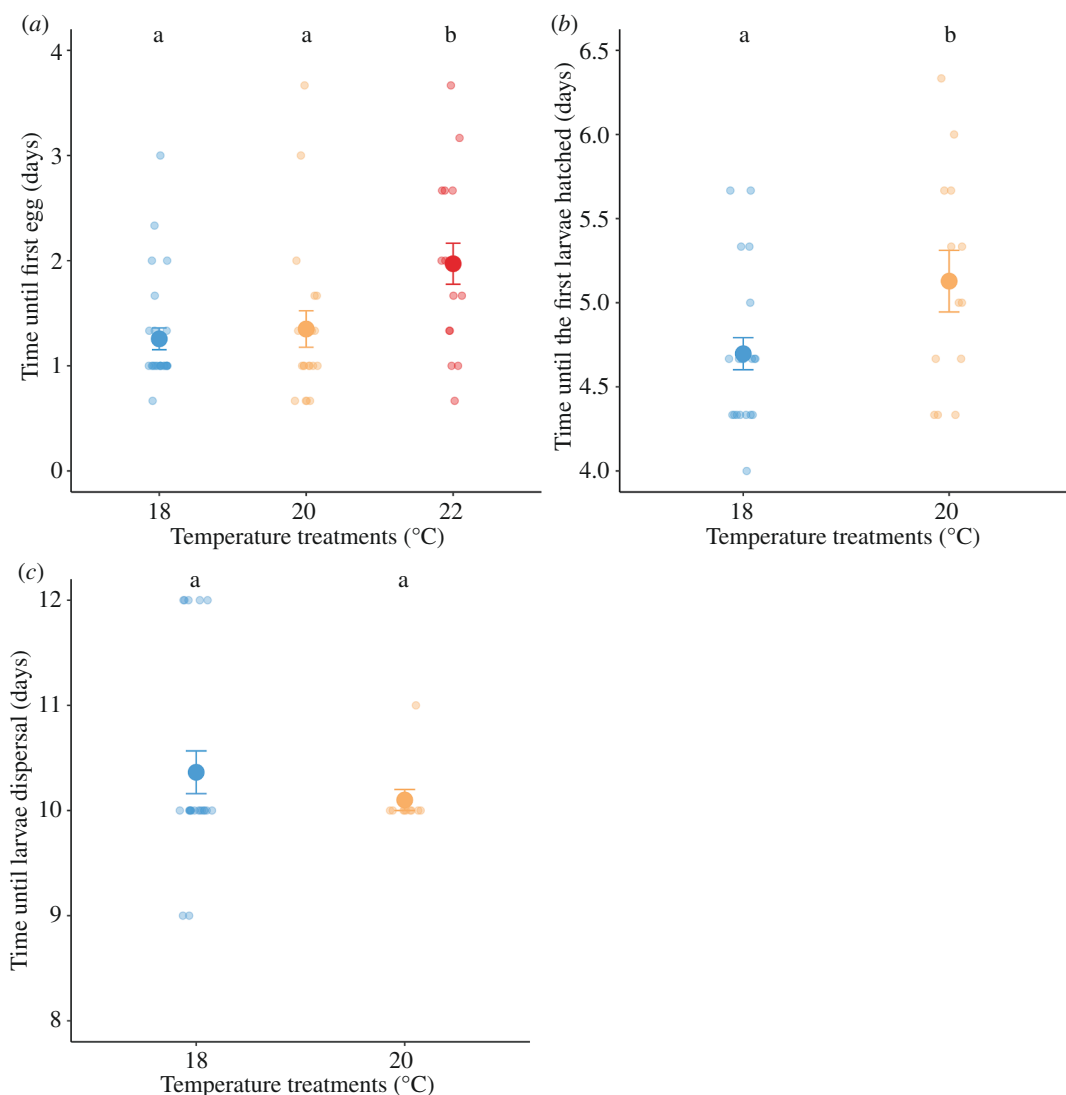 (a)
a a b
4
3
2
1
0
Time until first egg (days)
18 20 22
Temperature treatments (°C)
(b)
a b
6.5
6.0
5.5
5.0
4.5
4.0
Time until the first larvae hatched (days)
18 20
Temperature treatments (°C)
(c)
a a
12
11
10
9
8
Time until larvae dispersal (days)
18 20
Temperature treatments (°C)